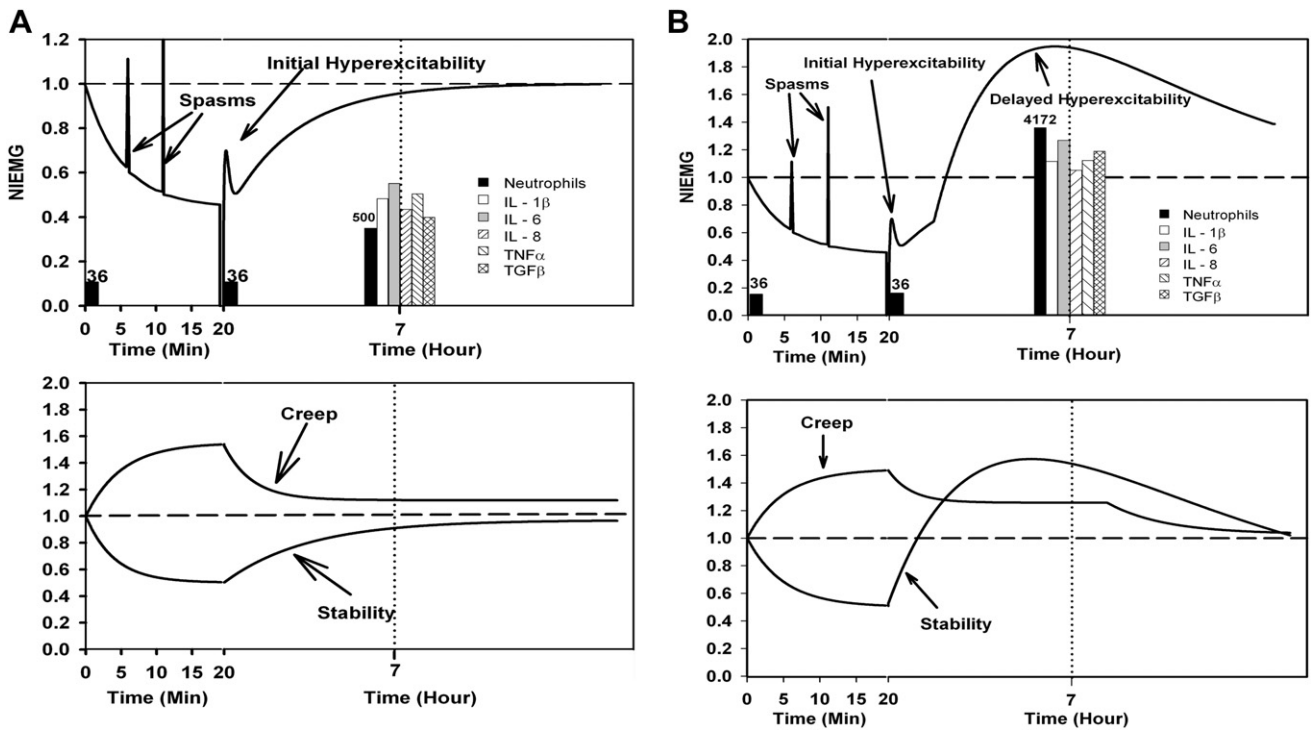 A
NIEMG
1.2
1.0
0.8
0.6
0.4
0.2
0.0
Initial Hyperexcitability
Spasms
36
36
500
Neutrophils
IL - 1β
IL - 6
IL - 8
TNFα
TGFβ
0 5 10 15 20 7
Time (Min) Time (Hour)
2.0
1.8
1.6
1.4
1.2
1.0
0.8
0.6
0.4
0.2
0.0
Creep
Stability
0 5 10 15 20 7
Time (Min) Time (Hour)
B
NIEMG
2.0
1.8
1.6
1.4
1.2
1.0
0.8
0.6
0.4
0.2
0.0
Initial Hyperexcitability
Spasms
Delayed Hyperexcitability
4172
36
36
Neutrophils
IL - 1β
IL - 6
IL - 8
TNFα
TGFβ
0 5 10 15 20 7
Time (Min) Time (Hour)
2.0
1.8
1.6
1.4
1.2
1.0
0.8
0.6
0.4
0.2
0.0
Creep
Stability
0 5 10 15 20 7
Time (Min) Time (Hour)